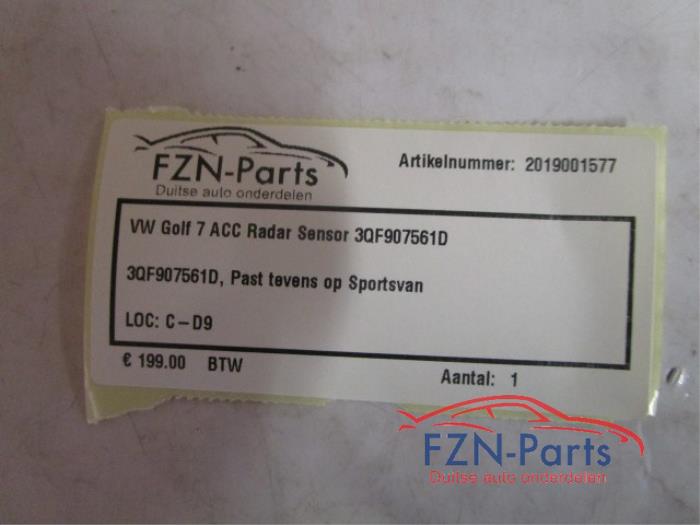 FZN-Parts
Duitse auto onderdelen
Artikelnummer: 2019001577
VW Golf 7 ACC Radar Sensor 3QF907561D
3QF907561D, Past tevens op Sportsvan
LOC: C-D9
€ 199.00 BTW
Aantal: 1
FZN-Parts
Duitse auto onderdelen